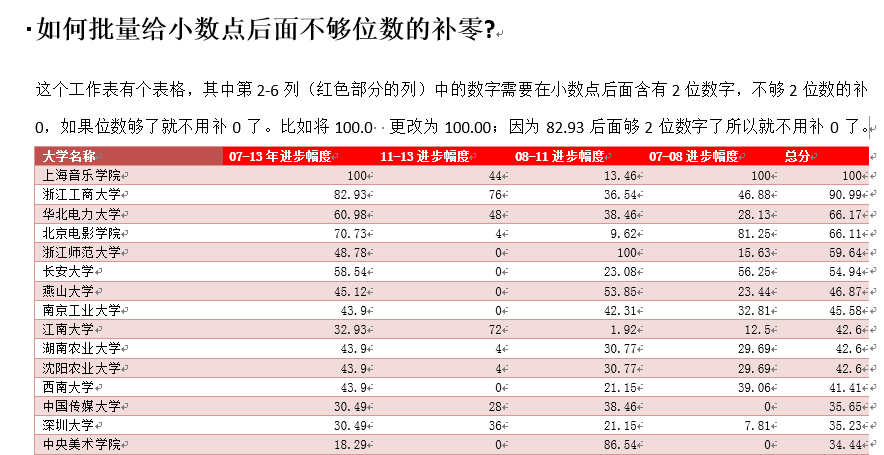 ·如何批量给小数点后面不够位数的补零?
这个工作表有个表格，其中第 2-6 列（红色部分的列）中的数字需要在小数点后面含有 2 位数字，不够 2 位数的补
0，如果位数够了就不用补 0 了。比如将 100.0·· 更改为 100.00；因为 82.93 后面够 2 位数字了所以就不用补 0 了。
大学名称 07-13 年进步幅度 11-13 进步幅度 08-11 进步幅度 07-08 进步幅度 总分
上海音乐学院 100 44 13.46 100 100
浙江工商大学 82.93 76 36.54 46.88 90.99
华北电力大学 60.98 48 38.46 28.13 66.17
北京电影学院 70.73 4 9.62 81.25 66.11
浙江师范大学 48.78 0 100 15.63 59.64
长安大学 58.54 0 23.08 56.25 54.94
燕山大学 45.12 0 53.85 23.44 46.87
南京工业大学 43.9 0 42.31 32.81 45.58
江南大学 32.93 72 1.92 12.5 42.6
湖南农业大学 43.9 4 30.77 29.69 42.6
沈阳农业大学 43.9 4 30.77 29.69 42.6
西南大学 43.9 0 21.15 39.06 41.41
中国传媒大学 30.49 28 38.46 0 35.65
深圳大学 30.49 36 21.15 7.81 35.23
中央美术学院 18.29 0 86.54 0 34.44